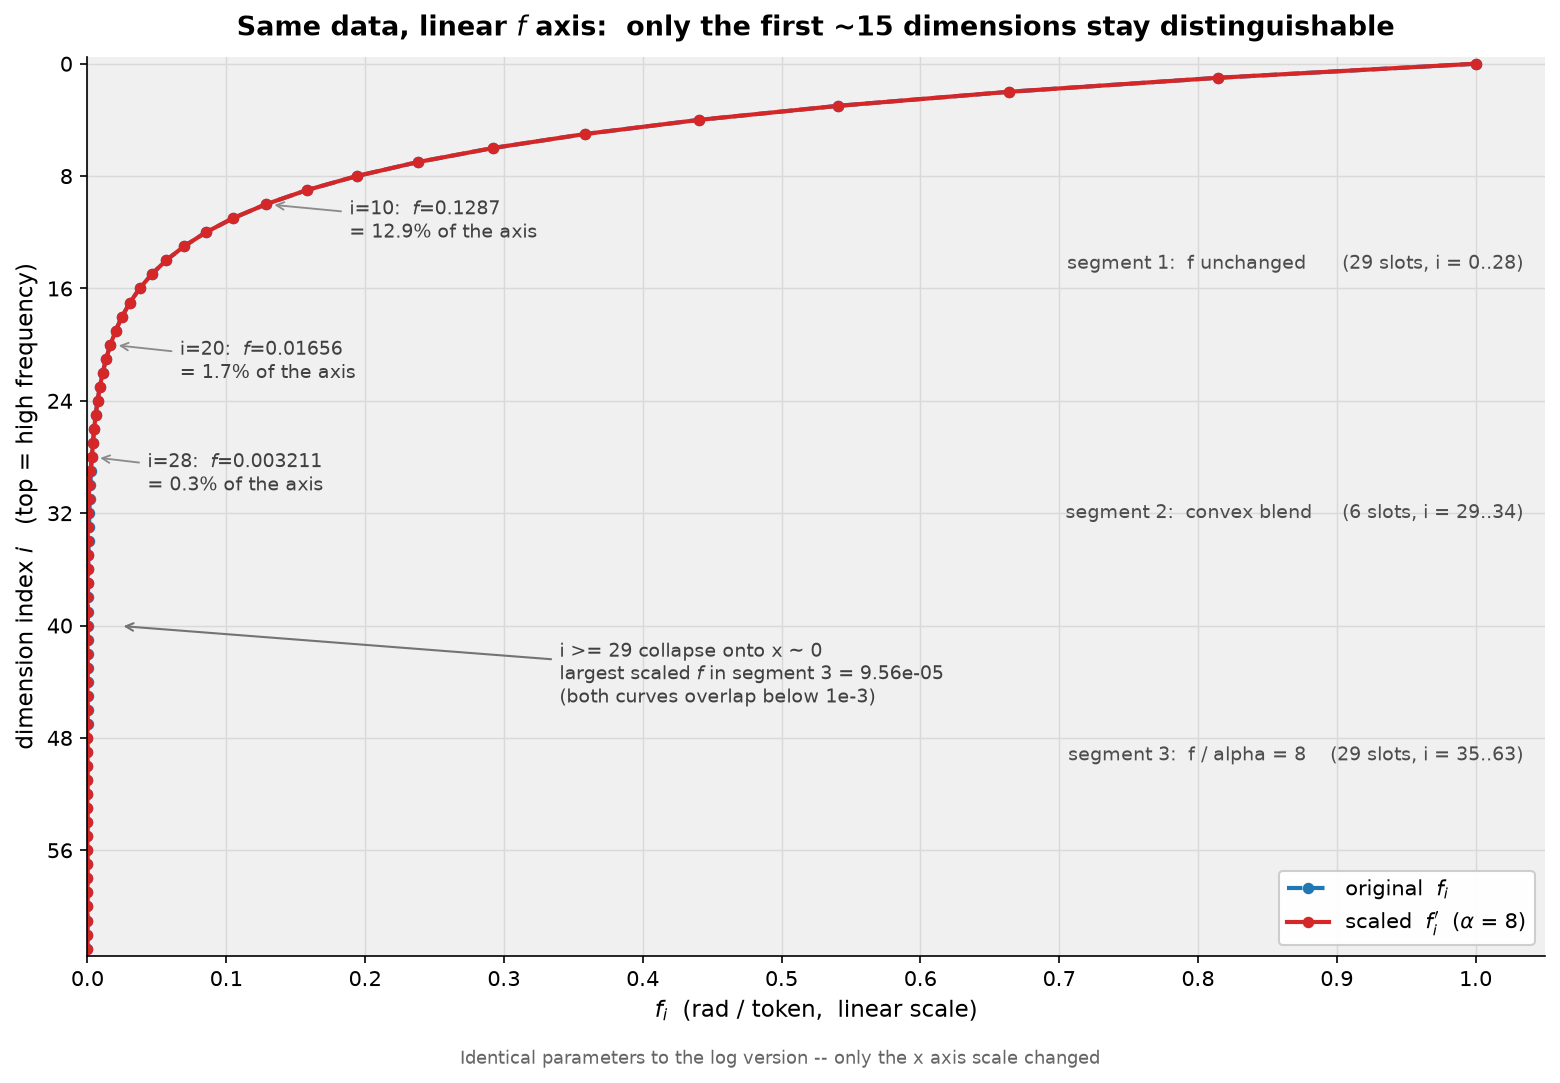 Same data, linear f axis:  only the first ~15 dimensions stay distinguishable
dimension index i   (top = high frequency)
0
8
16
24
32
40
48
56
i=10:  f=0.1287
= 12.9% of the axis
segment 1:  f unchanged      (29 slots, i = 0..28)
i=20:  f=0.01656
= 1.7% of the axis
i=28:  f=0.003211
= 0.3% of the axis
segment 2:  convex blend     (6 slots, i = 29..34)
i >= 29 collapse onto x ~ 0
largest scaled f in segment 3 = 9.56e-05
(both curves overlap below 1e-3)
segment 3:  f / alpha = 8    (29 slots, i = 35..63)
original  fᵢ
scaled  fᵢ′  (α = 8)
0.0 0.1 0.2 0.3 0.4 0.5 0.6 0.7 0.8 0.9 1.0
fᵢ  (rad / token,  linear scale)
Identical parameters to the log version -- only the x axis scale changed